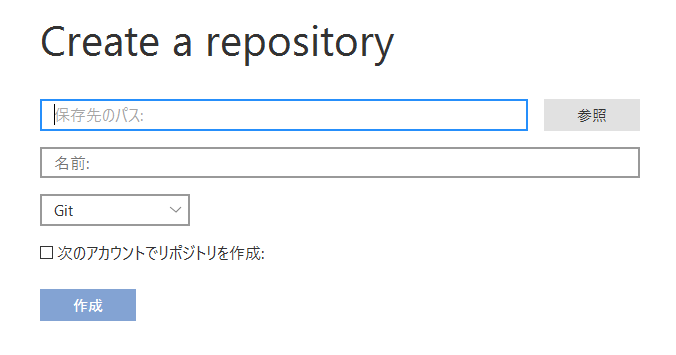 Create a repository
保存先のパス:
参照
名前:
Git
次のアカウントでリポジトリを作成:
作成